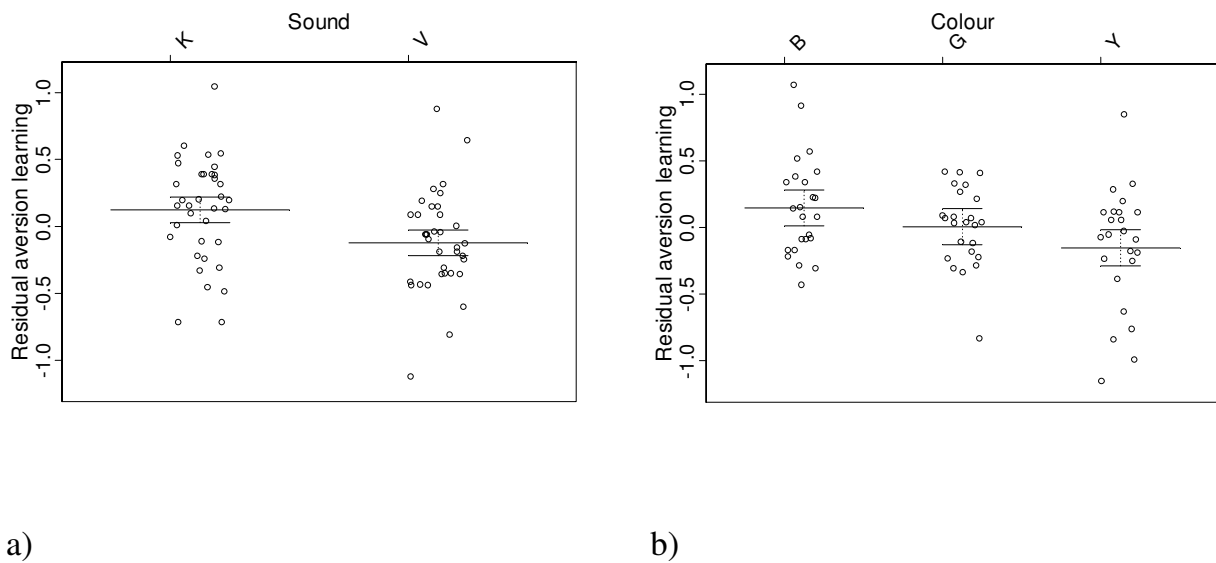 Sound
K
V
Residual aversion learning
1.0
0.5
0.0
-0.5
-1.0
a)
Colour
B
G
Y
Residual aversion learning
1.0
0.5
0.0
-0.5
-1.0
b)